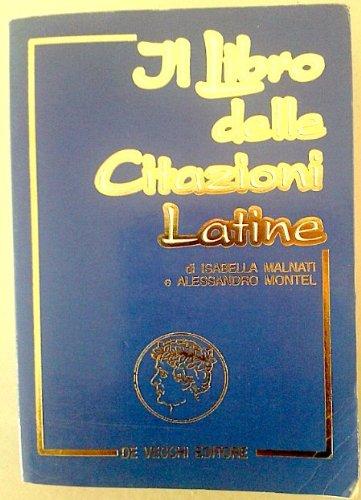 Il Libro
delle
Citazioni
Latine
di ISABELLA MALNATI
e ALESSANDRO MONTEL
DE VECCHI EDITORE